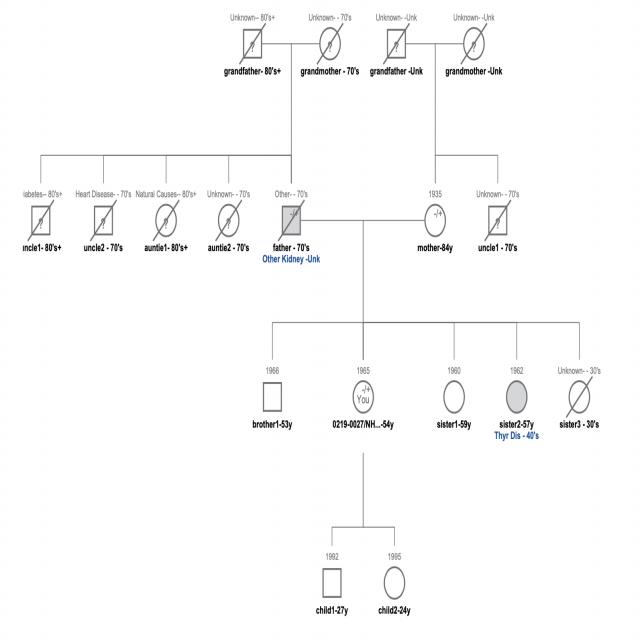 Unknown-- 80's+
Unknown- - 70's
Unknown- -Unk
Unknown- -Unk
?
?
?
?
grandfather- 80's+
grandmother - 70's
grandfather -Unk
grandmother -Unk
iabetes-- 80's+
Heart Disease- - 70's
Natural Causes-- 80's+
Unknown- - 70's
Other- - 70's
1935
Unknown- - 70's
?
?
?
?
-/+
-/+
?
ıncle1- 80's+
uncle2 - 70's
auntie1- 80's+
auntie2 - 70's
father - 70's
mother-84y
uncle1 - 70's
Other Kidney -Unk
1966
1965
1960
1962
Unknown- - 30's
-/+
You
brother1-53y
0219-0027/NH...-54y
sister1-59y
sister2-57y
sister3 - 30's
Thyr Dis - 40's
1992
1995
child1-27y
child2-24y